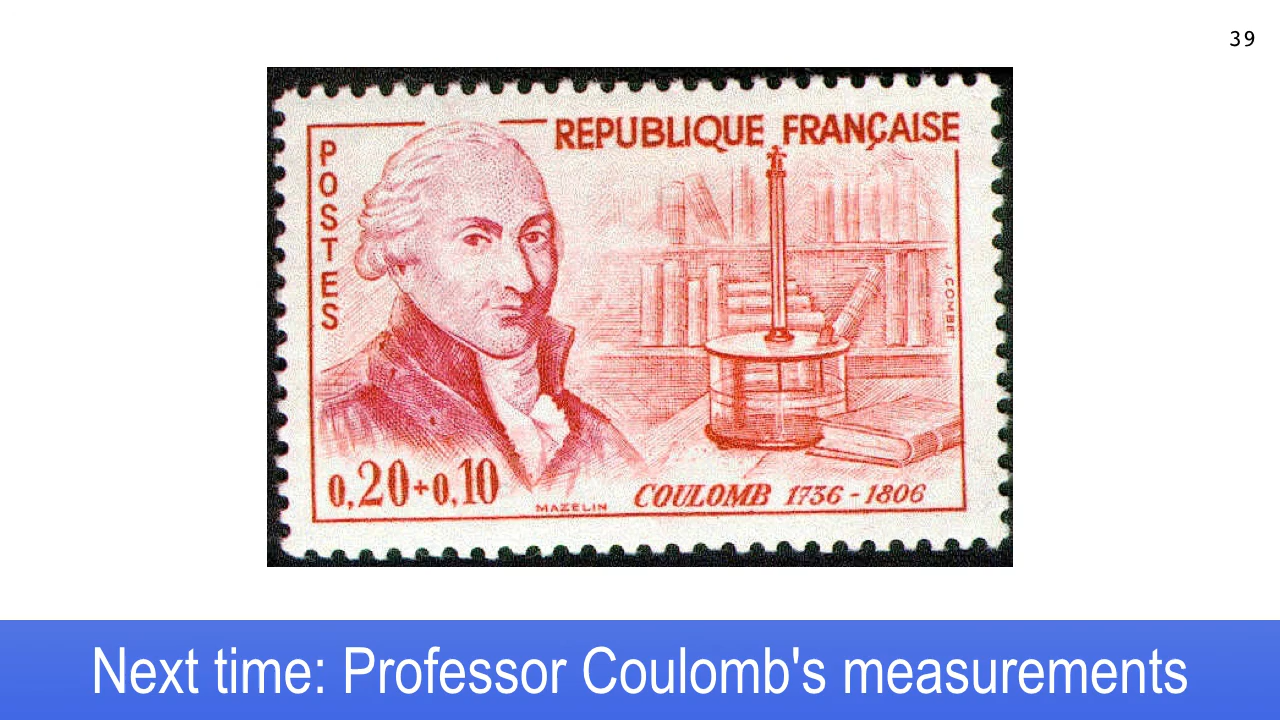 39
REPUBLIQUE FRANÇAISE
POSTES
J. COMBET
0,20+0,10
MAZELIN
COULOMB 1736-1806
Next time: Professor Coulomb's measurements